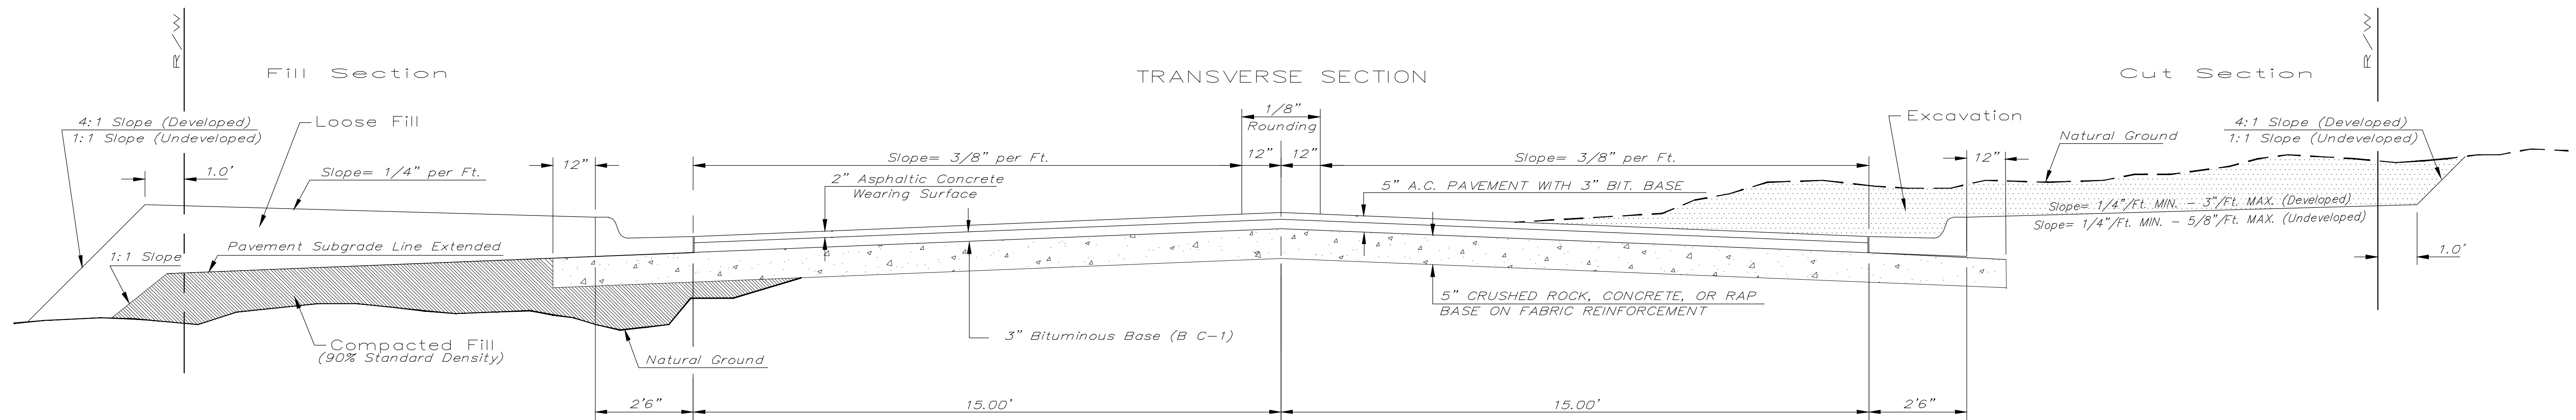 R/W
Fill Section
TRANSVERSE SECTION
Cut Section
R/W
4:1 Slope (Developed)
1:1 Slope (Undeveloped)
Loose Fill
1/8"
Rounding
Excavation
Natural Ground
4:1 Slope (Developed)
1:1 Slope (Undeveloped)
1.0'
Slope= 1/4" per Ft.
12"
Slope= 3/8" per Ft.
12"
12"
Slope= 3/8" per Ft.
12"
2" Asphaltic Concrete
Wearing Surface
5" A.C. PAVEMENT WITH 3" BIT. BASE
Slope= 1/4"/Ft. MIN. - 3"/Ft. MAX. (Developed)
Slope= 1/4"/Ft. MIN. - 5/8"/Ft. MAX. (Undeveloped)
1:1 Slope
Pavement Subgrade Line Extended
1.0'
5" CRUSHED ROCK, CONCRETE, OR RAP
BASE ON FABRIC REINFORCEMENT
Compacted Fill
(90% Standard Density)
Natural Ground
3" Bituminous Base (B C-1)
2'6"
15.00'
15.00'
2'6"